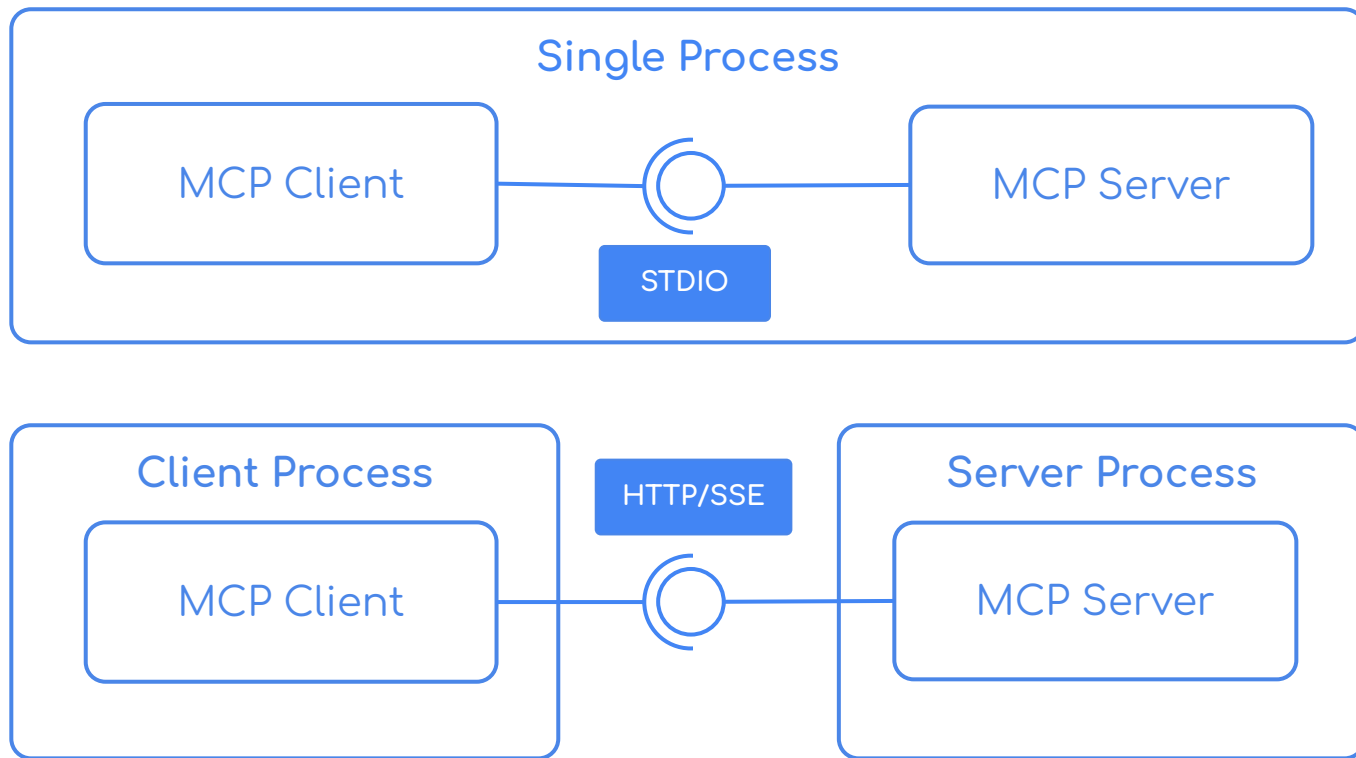 Single Process
MCP Client
MCP Server
STDIO
Client Process
HTTP/SSE
Server Process
MCP Client
MCP Server